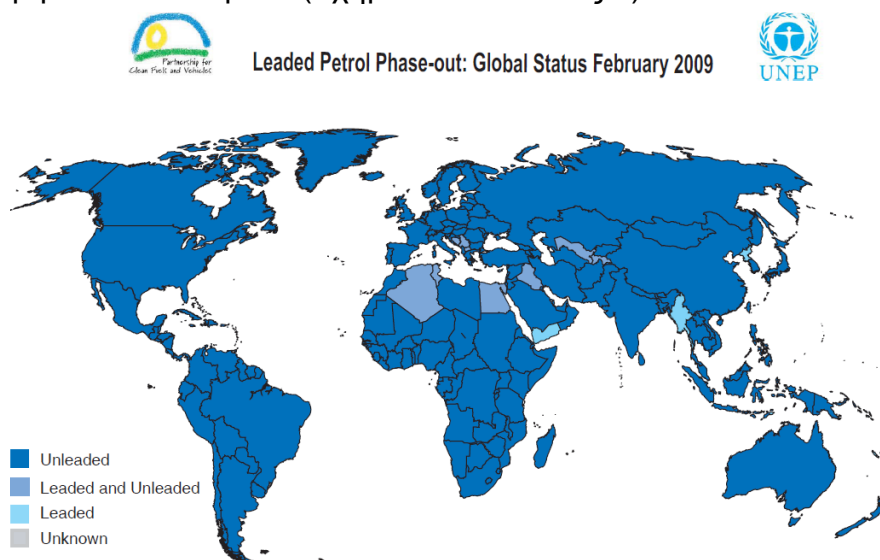 Partnership for
Clean Fuels and Vehicles
Leaded Petrol Phase-out: Global Status February 2009
UNEP
Unleaded
Leaded and Unleaded
Leaded
Unknown